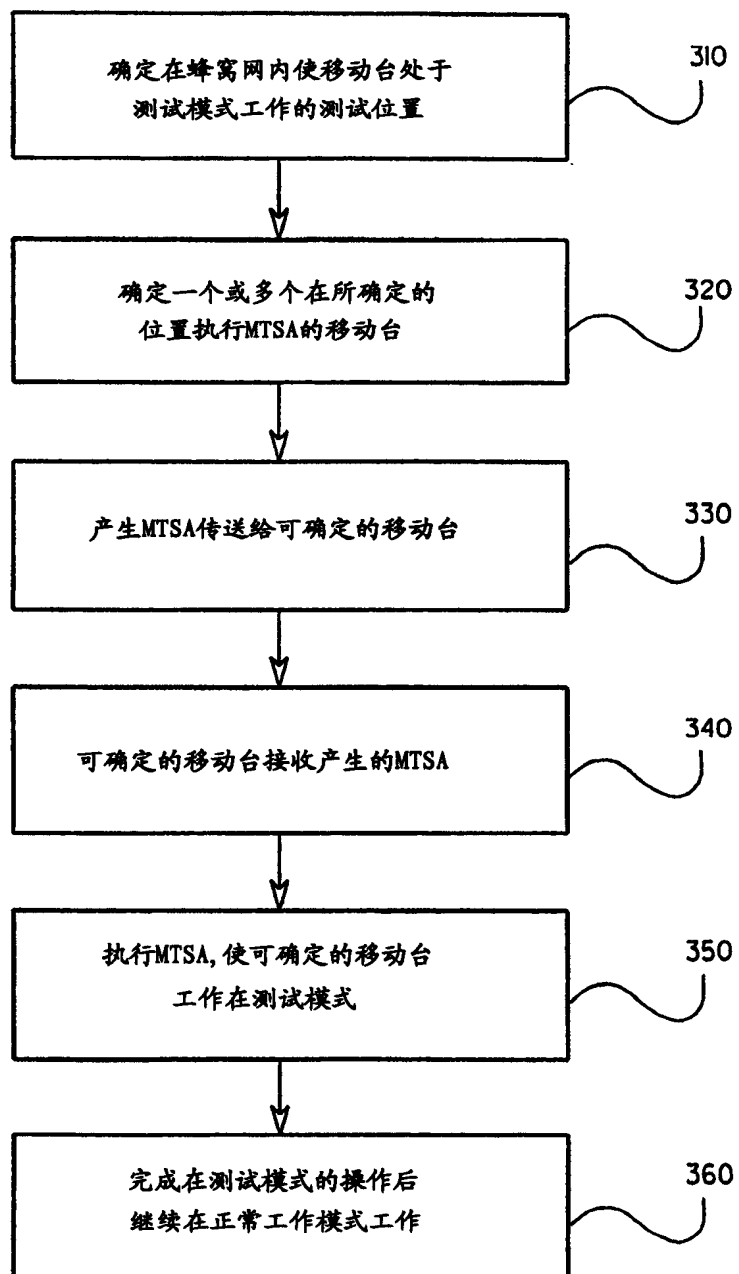 确定在蜂窝网内使移动台处于
测试模式工作的测试位置
310
确定一个或多个在所确定的
位置执行MTSA的移动台
320
产生MTSA传送给可确定的移动台
330
可确定的移动台接收产生的MTSA
340
执行MTSA,使可确定的移动台
工作在测试模式
350
完成在测试模式的操作后
继续在正常工作模式工作
360